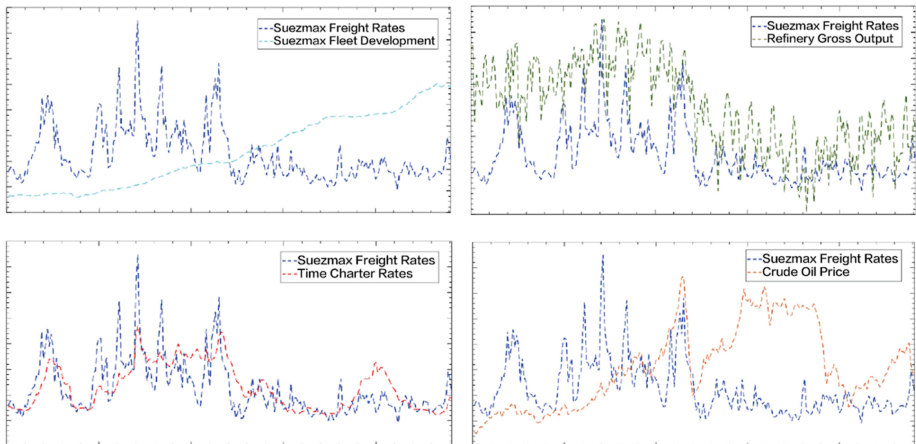 Suezmax Freight Rates
Suezmax Fleet Development
Suezmax Freight Rates
Refinery Gross Output
Suezmax Freight Rates
Time Charter Rates
Suezmax Freight Rates
Crude Oil Price